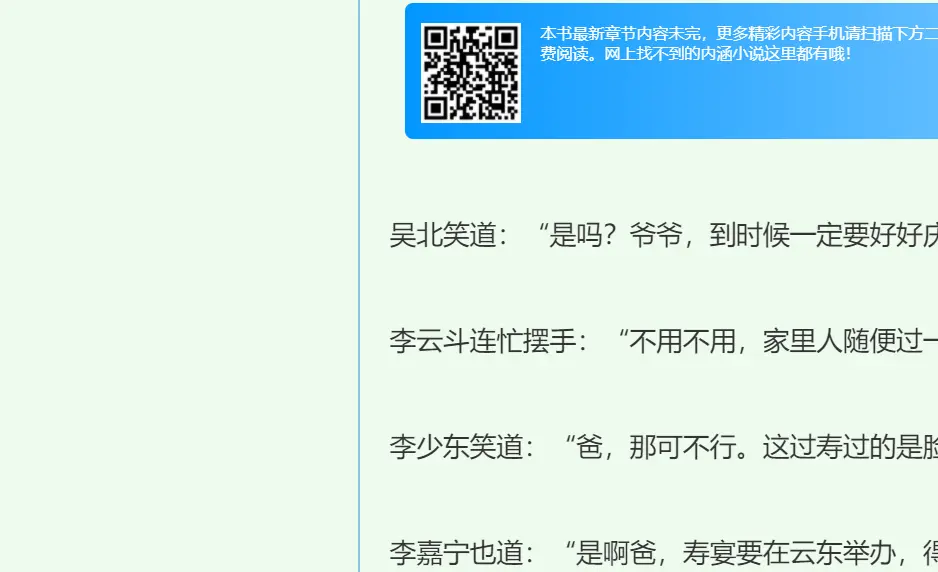 本书最新章节内容未完，更多精彩内容手机请扫描下方二
费阅读。网上找不到的内涵小说这里都有哦！
吴北笑道：“是吗？爷爷，到时候一定要好好庆
李云斗连忙摆手：“不用不用，家里人随便过一
李少东笑道：“爸，那可不行。这过寿过的是脸
李嘉宁也道：“是啊爸，寿宴要在云东举办，得